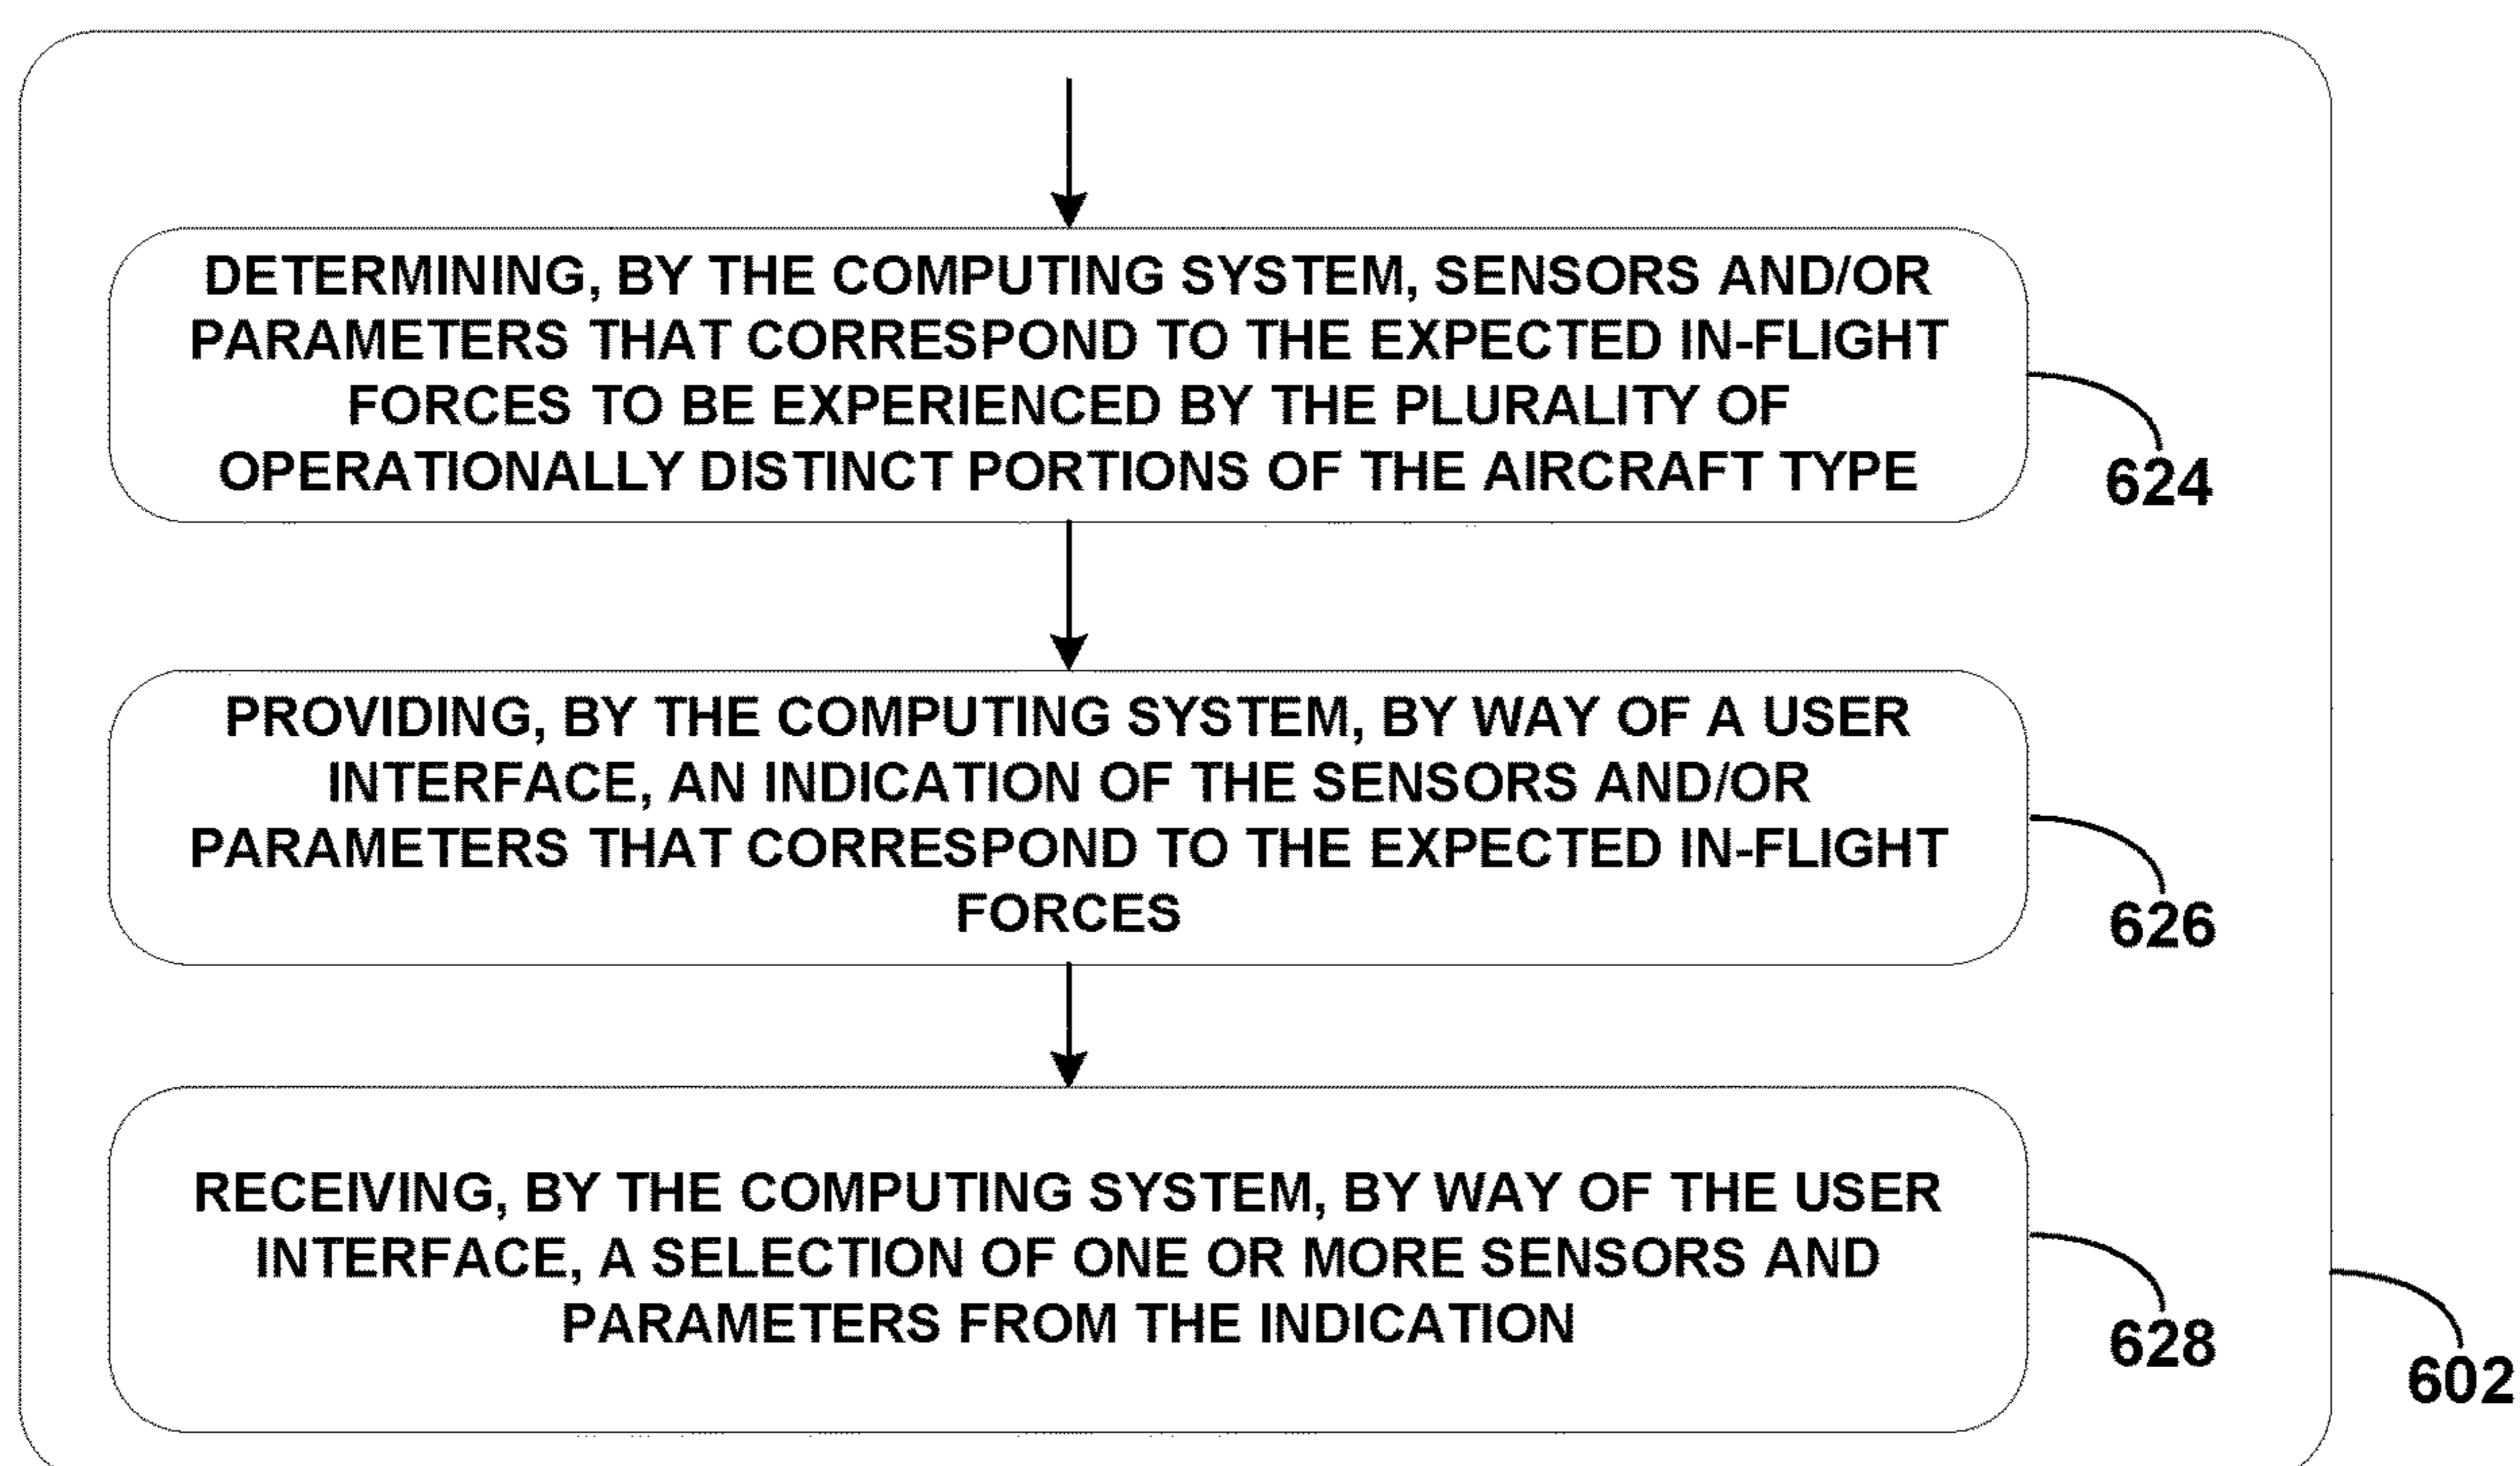 DETERMINING, BY THE COMPUTING SYSTEM, SENSORS AND/OR
PARAMETERS THAT CORRESPOND TO THE EXPECTED IN-FLIGHT
FORCES TO BE EXPERIENCED BY THE PLURALITY OF
OPERATIONALLY DISTINCT PORTIONS OF THE AIRCRAFT TYPE
624
PROVIDING, BY THE COMPUTING SYSTEM, BY WAY OF A USER
INTERFACE, AN INDICATION OF THE SENSORS AND/OR
PARAMETERS THAT CORRESPOND TO THE EXPECTED IN-FLIGHT
FORCES
626
RECEIVING, BY THE COMPUTING SYSTEM, BY WAY OF THE USER
INTERFACE, A SELECTION OF ONE OR MORE SENSORS AND
PARAMETERS FROM THE INDICATION
628
602